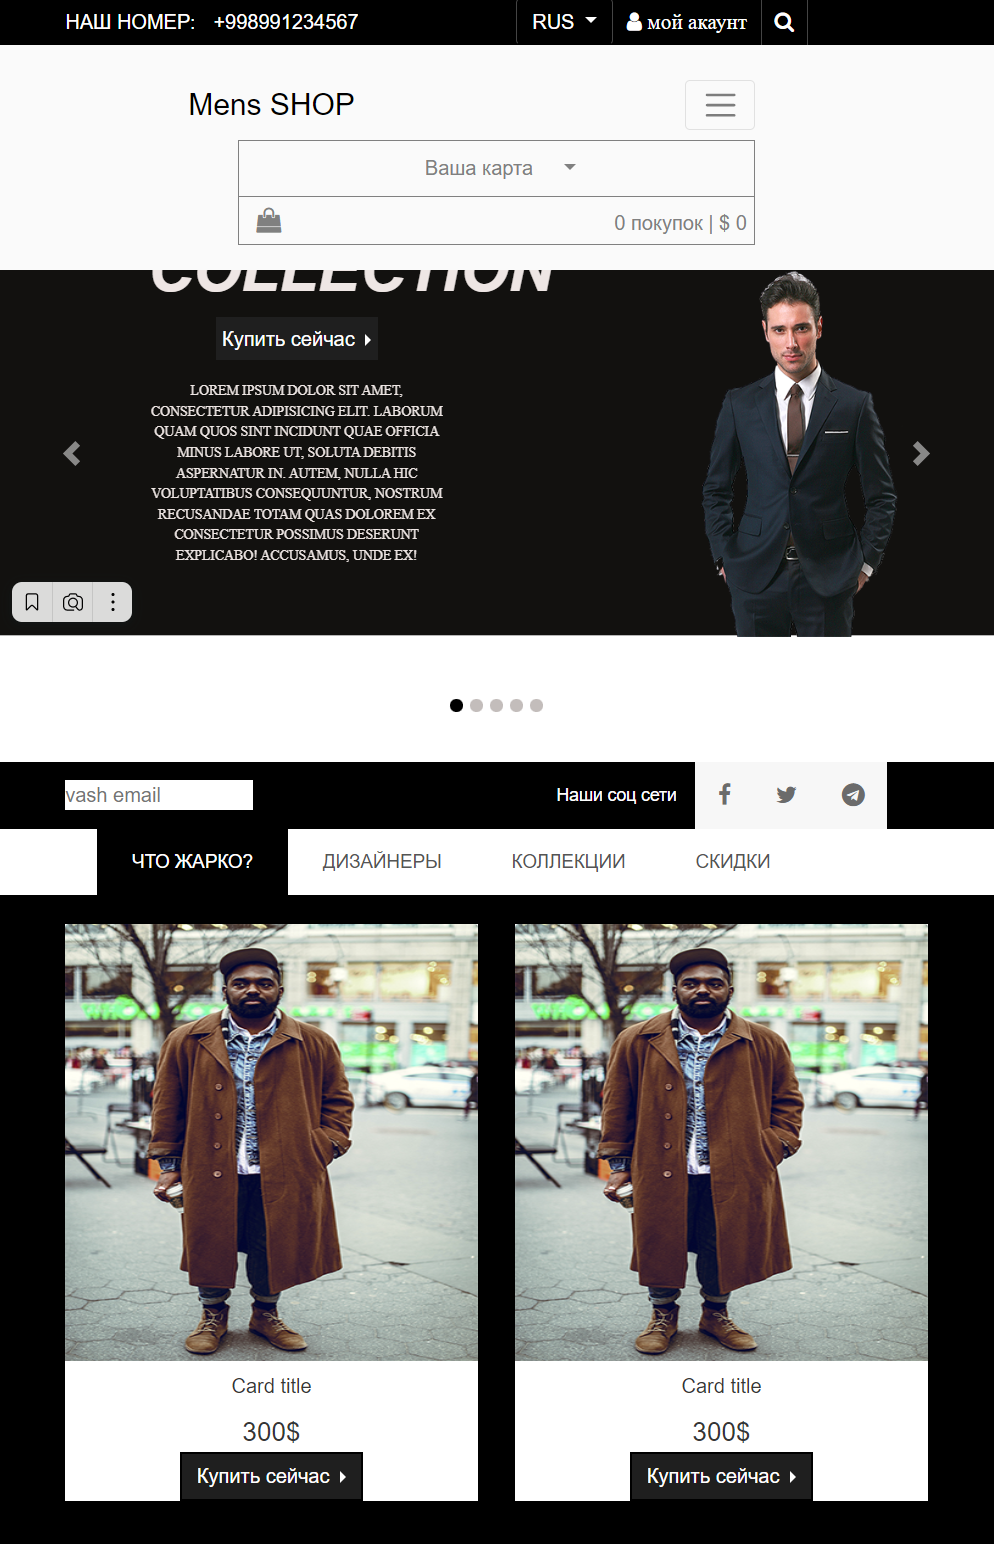 НАШ НОМЕР: +998991234567 RUS мой акаунт
Mens SHOP
Ваша карта
0 покупок | $ 0
COLLECTION
Купить сейчас
LOREM IPSUM DOLOR SIT AMET,
CONSECTETUR ADIPISICING ELIT. LABORUM
QUAM QUOS SINT INCIDUNT QUAE OFFICIA
MINUS LABORE UT, SOLUTA DEBITIS
ASPERNATUR IN. AUTEM, NULLA HIC
VOLUPTATIBUS CONSEQUUNTUR, NOSTRUM
RECUSANDAE TOTAM QUAS DOLOREM EX
CONSECTETUR POSSIMUS DESERUNT
EXPLICABO! ACCUSAMUS, UNDE EX!
vash email Наши соц сети
ЧТО ЖАРКО? ДИЗАЙНЕРЫ КОЛЛЕКЦИИ СКИДКИ
Card title Card title
300$ 300$
Купить сейчас Купить сейчас